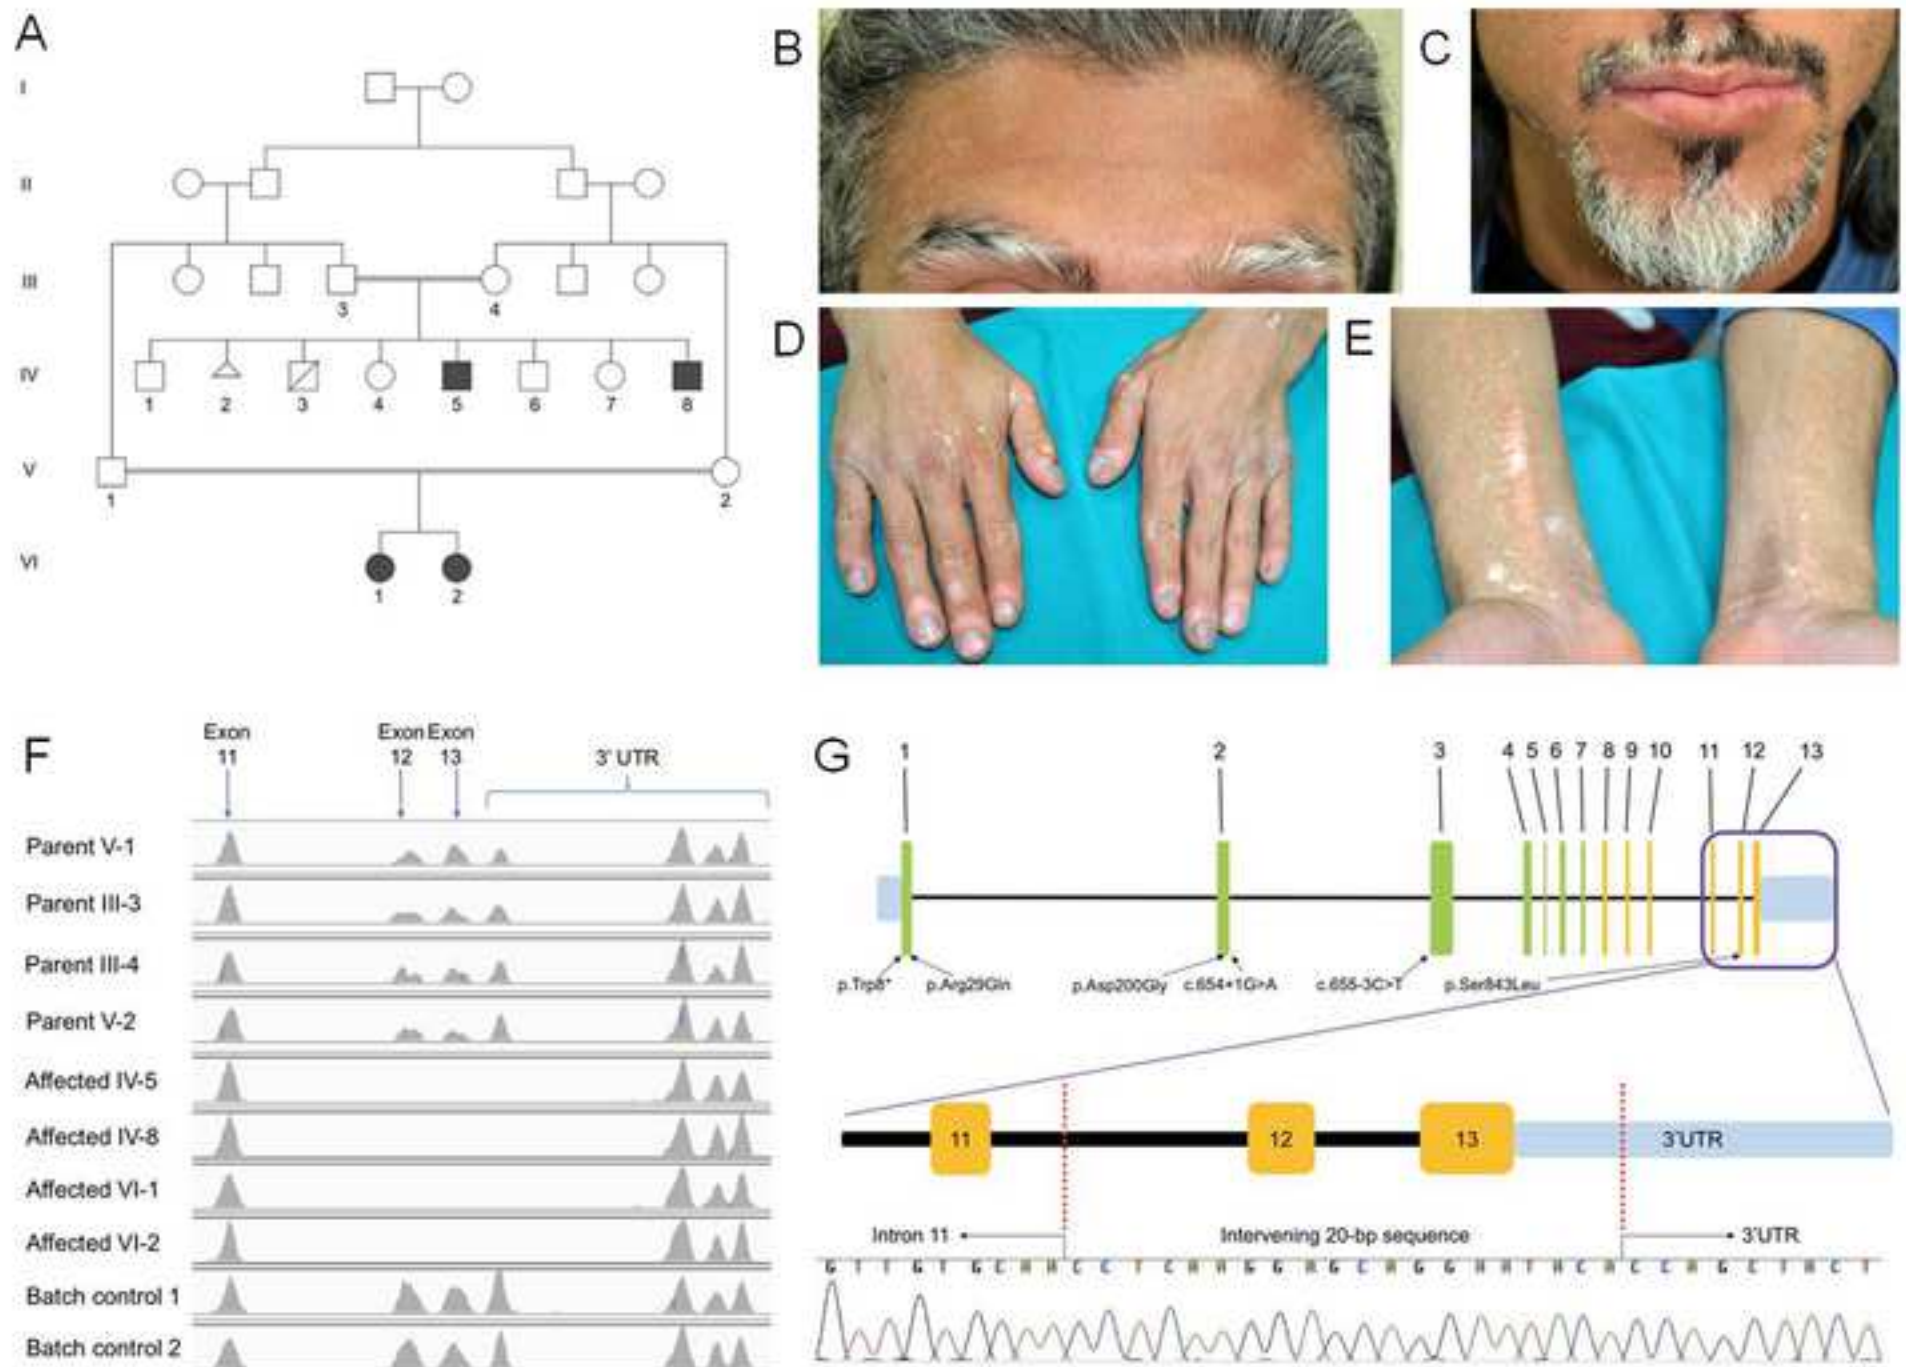 A
I
II
III
3
4
IV
1
2
3
4
5
6
7
8
V
1
2
VI
1
2
B
C
D
E
F
Exon
11
Exon
12
Exon
13
3' UTR
Parent V-1
Parent III-3
Parent III-4
Parent V-2
Affected IV-5
Affected IV-8
Affected VI-1
Affected VI-2
Batch control 1
Batch control 2
G
1
2
3
4
5
6
7
8
9
10
11
12
13
p.Trp8*
p.Arg29Gln
p.Asp200Gly
c.654+1G>A
c.655-3C>T
p.Ser843Leu
11
12
13
3'UTR
Intron 11
Intervening 20-bp sequence
3'UTR